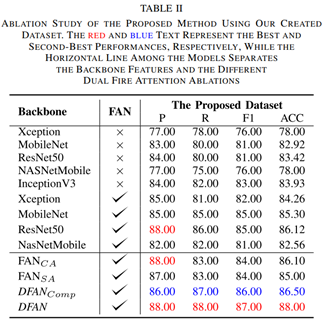 TABLE II
ABLATION STUDY OF THE PROPOSED METHOD USING OUR CREATED
DATASET. THE RED AND BLUE TEXT REPRESENT THE BEST AND
SECOND-BEST PERFORMANCES, RESPECTIVELY, WHILE THE
HORIZONTAL LINE AMONG THE MODELS SEPARATES
THE BACKBONE FEATURES AND THE DIFFERENT
DUAL FIRE ATTENTION ABLATIONS
Backbone FAN The Proposed Dataset
P R F1 ACC
Xception × 77.00 78.00 76.00 78.00
MobileNet × 83.00 80.00 81.00 82.92
ResNet50 × 84.00 80.00 81.00 83.42
NASNetMobile × 77.00 75.00 76.00 78.00
InceptionV3 × 84.00 82.00 83.00 83.93
Xception ✓ 85.00 81.00 82.00 84.26
MobileNet ✓ 85.00 85.00 85.00 85.30
ResNet50 ✓ 88.00 86.00 85.00 86.12
NasNetMobile ✓ 82.00 82.00 81.00 82.56
FAN_CA ✓ 88.00 83.00 84.00 86.10
FAN_SA ✓ 87.00 83.00 84.00 85.00
DFAN_Comp ✓ 86.00 87.00 86.00 86.50
DFAN ✓ 88.00 88.00 87.00 88.00